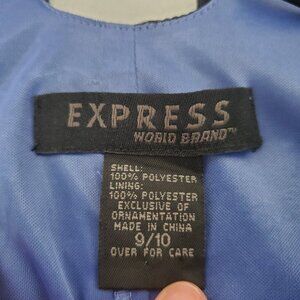 EXPRESS
WORLD BRAND™
SHELL:
100% POLYESTER
LINING:
100% POLYESTER
EXCLUSIVE OF
ORNAMENTATION
MADE IN CHINA
9/10
OVER FOR CARE